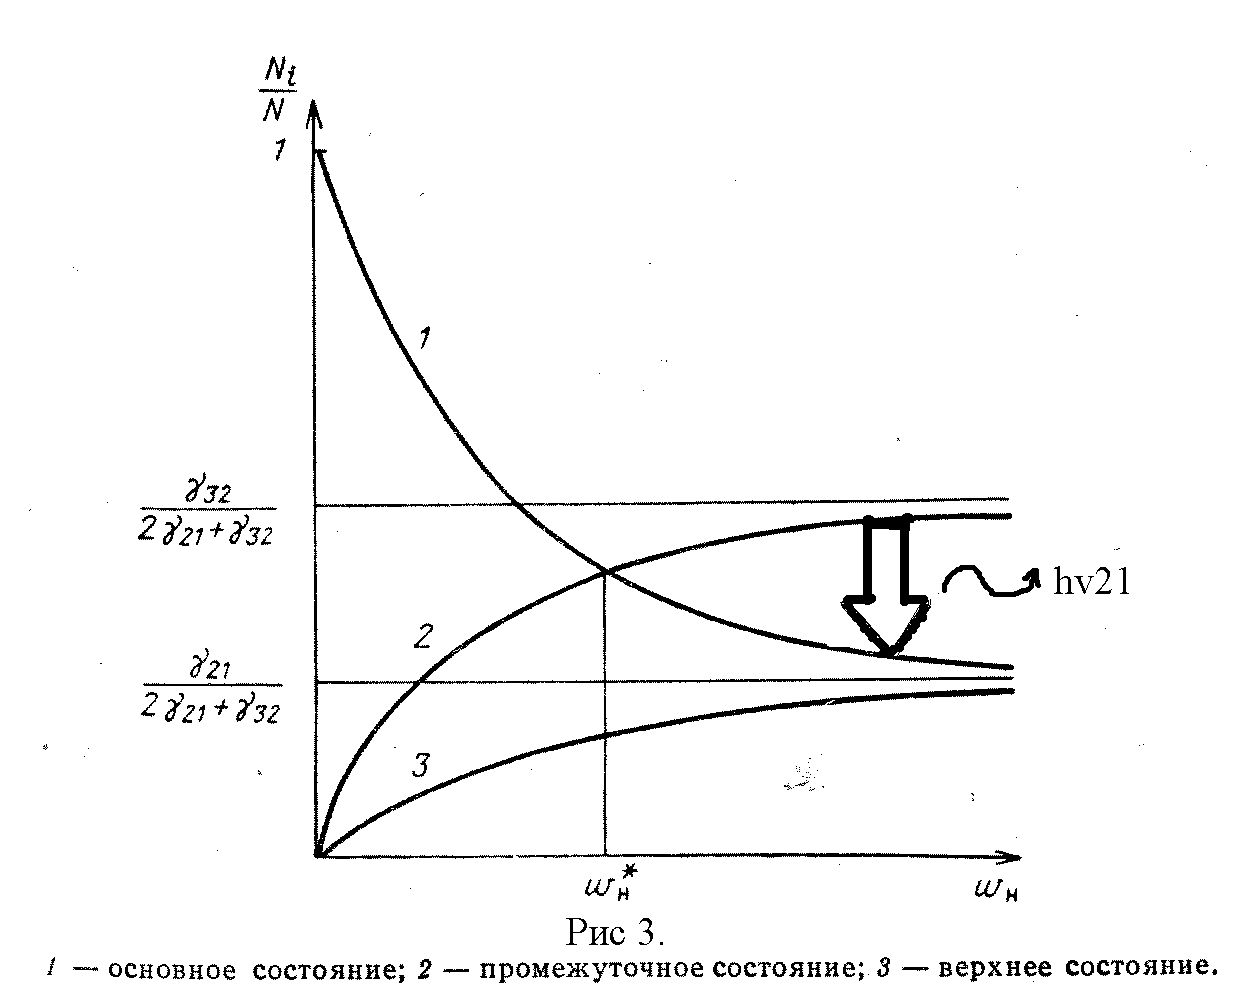 Nᵢ
N
1
1
γ32
2γ21+γ32
2
hν21
γ21
2γ21+γ32
3
ωн*
ωн
Рис 3.
1 — основное состояние; 2 — промежуточное состояние; 3 — верхнее состояние.